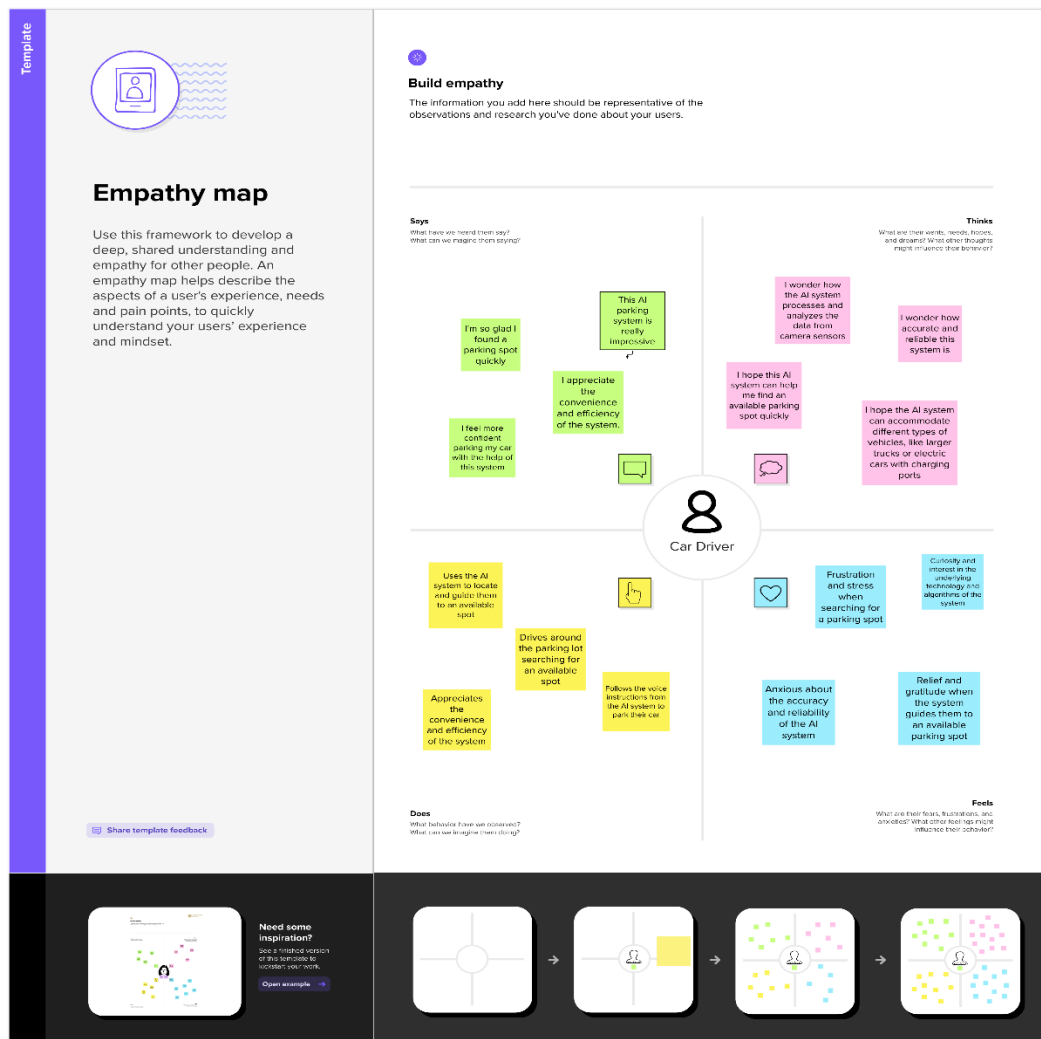 Template
Empathy map
Use this framework to develop a
deep, shared understanding and
empathy for other people. An
empathy map helps describe the
aspects of a user's experience, needs
and pain points, to quickly
understand your users' experience
and mindset.
Share template feedback
Build empathy
The information you add here should be representative of the
observations and research you've done about your users.
Says
What have we heard them say?
What can we imagine them saying?
Thinks
What are their wants, needs, hopes,
and dreams? What other thoughts
might influence their behavior?
This AI
parking
system is
really
impressive
I'm so glad I
found a
parking spot
quickly
I appreciate
the
convenience
and efficiency
of the system.
I feel more
confident
parking my car
with the help of
this system
I wonder how
the AI system
processes and
analyzes the
data from
camera sensors
I wonder how
accurate and
reliable this
system is
I hope this AI
system can help
me find an
available parking
spot quickly
I hope the AI system
can accommodate
different types of
vehicles, like larger
trucks or electric
cars with charging
ports
Car Driver
Uses the AI
system to locate
and guide them
to an available
spot
Drives around
the parking lot
searching for
an available
spot
Follows the voice
instructions from
the AI system to
park their car
Appreciates
the
convenience
and efficiency
of the system
Frustration
and stress
when
searching for
a parking spot
Curiosity and
interest in the
underlying
technology and
algorithms of the
system
Anxious about
the accuracy
and reliability
of the AI
system
Relief and
gratitude when
the system
guides them to
an available
parking spot
Does
What behavior have we observed?
What can we imagine them doing?
Feels
What are their fears, frustrations, and
anxieties? What other feelings might
influence their behavior?
Need some
inspiration?
See a finished version
of this template to
kickstart your work.
Open example